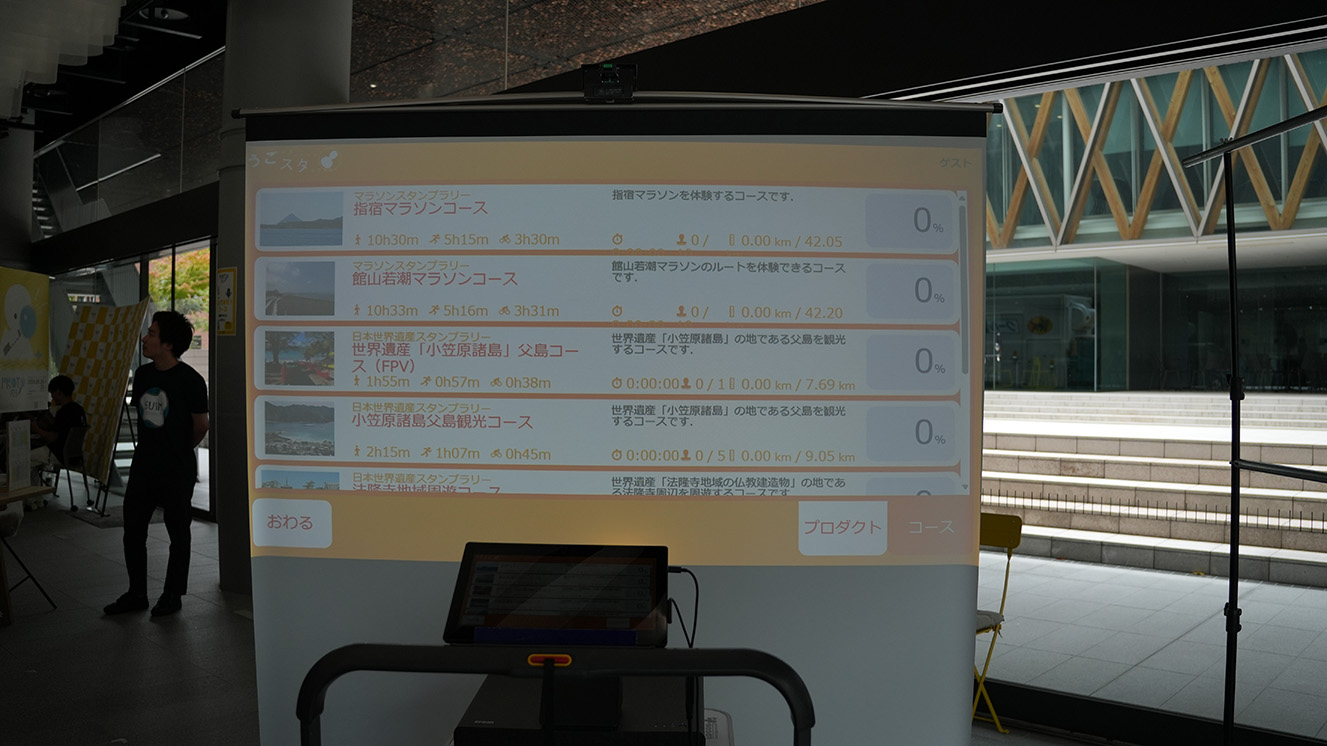 うごスタ
ゲスト
マラソンスタンプラリー
指宿マラソンコース
10h30m 5h15m 3h30m
指宿マラソンを体験するコースです.
0 / 0.00 km / 42.05
0%
マラソンスタンプラリー
館山若潮マラソンコース
10h33m 5h16m 3h31m
館山若潮マラソンのルートを体験できるコース
です.
0 / 0.00 km / 42.20
0%
日本世界遺産スタンプラリー
世界遺産「小笠原諸島」父島コー
ス（FPV）
1h55m 0h57m 0h38m
世界遺産「小笠原諸島」の地である父島を観光
するコースです.
0:00:00 0 / 1 0.00 km / 7.69 km
0%
日本世界遺産スタンプラリー
小笠原諸島父島観光コース
2h15m 1h07m 0h45m
世界遺産「小笠原諸島」の地である父島を観光
するコースです.
0:00:00 0 / 5 0.00 km / 9.05 km
0%
日本世界遺産スタンプラリー
法隆寺地域周遊コース
世界遺産「法隆寺地域の仏教建造物」の地であ
る法隆寺周辺を周遊するコースです.
おわる
プロダクト
コース